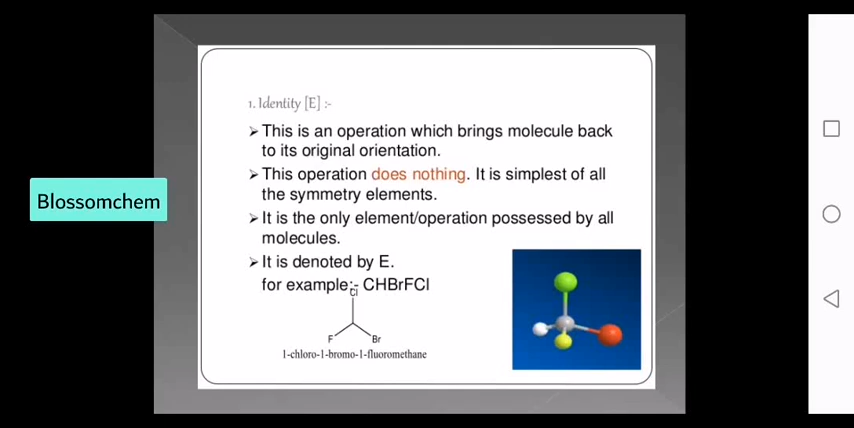 1. Identity [E] :-
➢ This is an operation which brings molecule back
to its original orientation.
➢ This operation does nothing. It is simplest of all
the symmetry elements.
Blossomchem
➢ It is the only element/operation possessed by all
molecules.
➢ It is denoted by E.
for example:- CHBrFCl
Cl
F Br
1-chloro-1-bromo-1-fluoromethane